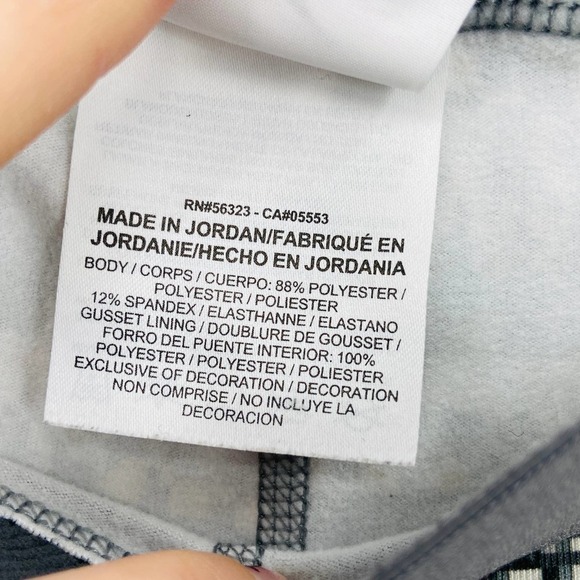 RN#56323 - CA#05553
MADE IN JORDAN/FABRIQUÉ EN
JORDANIE/HECHO EN JORDANIA
BODY / CORPS / CUERPO: 88% POLYESTER /
POLYESTER / POLIESTER
12% SPANDEX / ELASTHANNE / ELASTANO
GUSSET LINING / DOUBLURE DE GOUSSET /
FORRO DEL PUENTE INTERIOR: 100%
POLYESTER / POLYESTER / POLIESTER
EXCLUSIVE OF DECORATION / DECORATION
NON COMPRISE / NO INCLUYE LA
DECORACION